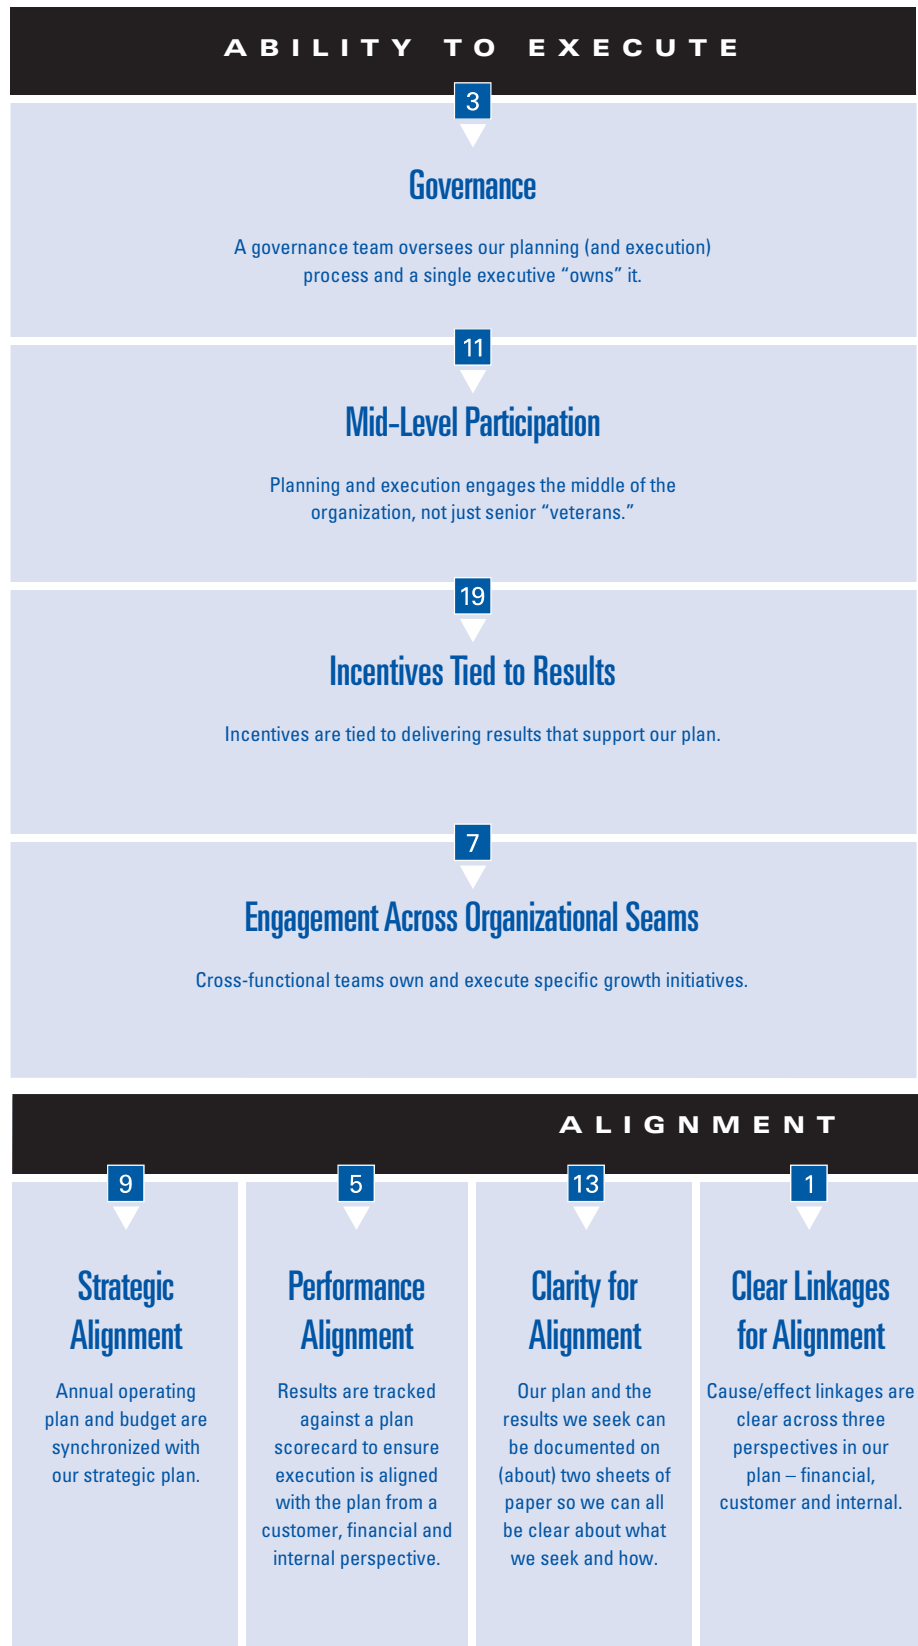 ABILITY TO EXECUTE
3
Governance
A governance team oversees our planning (and execution)
process and a single executive “owns” it.
11
Mid-Level Participation
Planning and execution engages the middle of the
organization, not just senior “veterans.”
19
Incentives Tied to Results
Incentives are tied to delivering results that support our plan.
7
Engagement Across Organizational Seams
Cross-functional teams own and execute specific growth initiatives.
ALIGNMENT
9
Strategic
Alignment
Annual operating
plan and budget are
synchronized with
our strategic plan.
5
Performance
Alignment
Results are tracked
against a plan
scorecard to ensure
execution is aligned
with the plan from a
customer, financial and
internal perspective.
13
Clarity for
Alignment
Our plan and the
results we seek can
be documented on
(about) two sheets of
paper so we can all
be clear about what
we seek and how.
1
Clear Linkages
for Alignment
Cause/effect linkages are
clear across three
perspectives in our
plan – financial,
customer and internal.